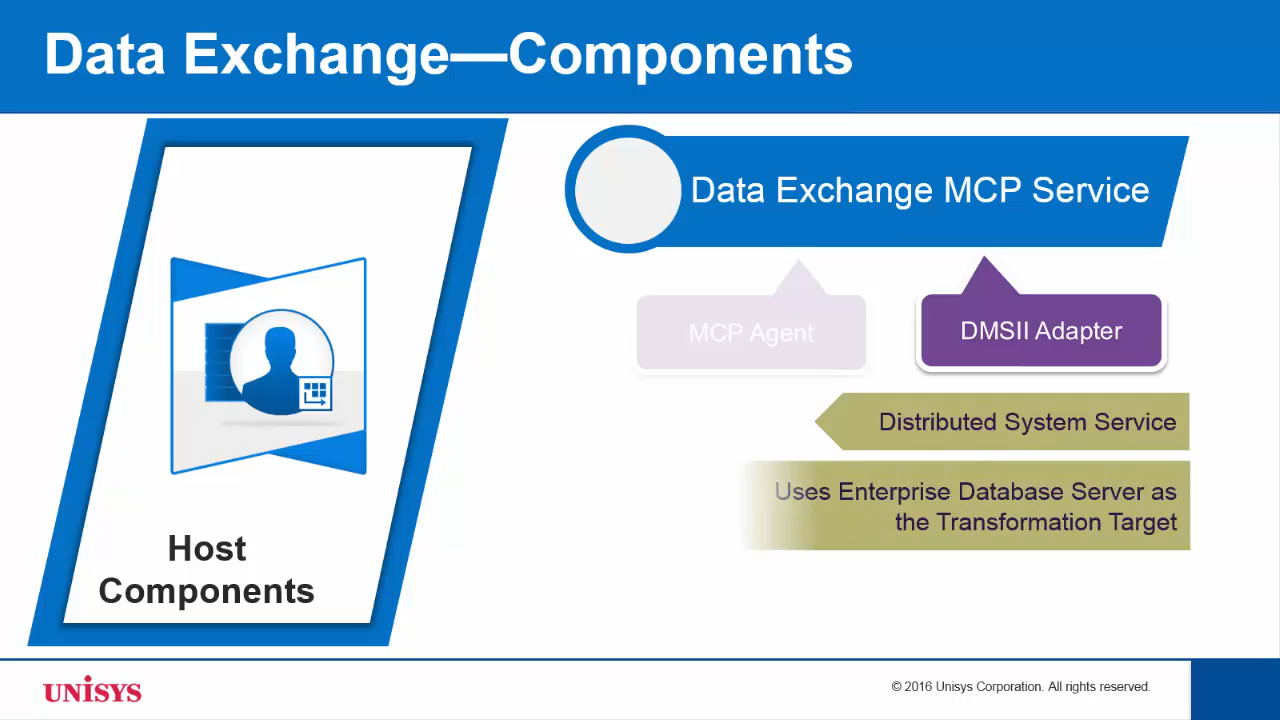 Data Exchange—Components
Data Exchange MCP Service
MCP Agent
DMSII Adapter
Distributed System Service
Uses Enterprise Database Server as
the Transformation Target
Host
Components
UNiSYS
© 2016 Unisys Corporation. All rights reserved.